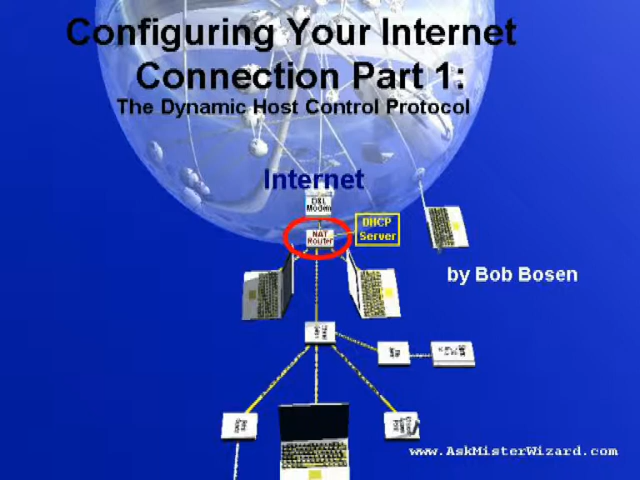 Configuring Your Internet
Connection Part 1:
The Dynamic Host Control Protocol
Internet
Modem
DHCP
Server
NAT
Router
by Bob Bosen
www.AskMisterWizard.com